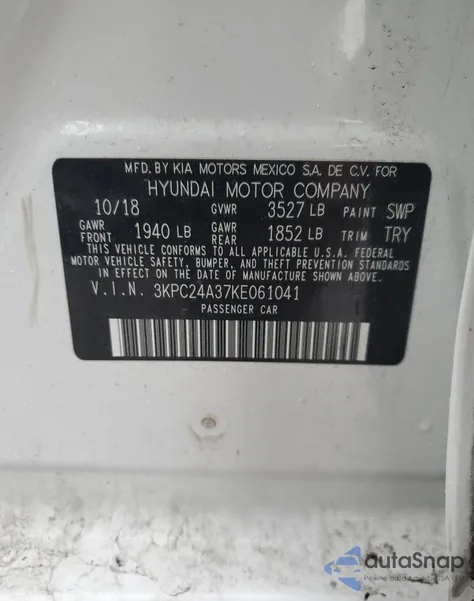 MFD. BY KIA MOTORS MEXICO S.A. DE C.V. FOR
HYUNDAI MOTOR COMPANY
10/18 GVWR 3527 LB PAINT SWP
GAWR FRONT 1940 LB GAWR REAR 1852 LB TRIM TRY
THIS VEHICLE CONFORMS TO ALL APPLICABLE U.S.A. FEDERAL
MOTOR VEHICLE SAFETY, BUMPER, AND THEFT PREVENTION STANDARDS
IN EFFECT ON THE DATE OF MANUFACTURE SHOWN ABOVE.
V.I.N. 3KPC24A37KE061041
PASSENGER CAR
autoSnap